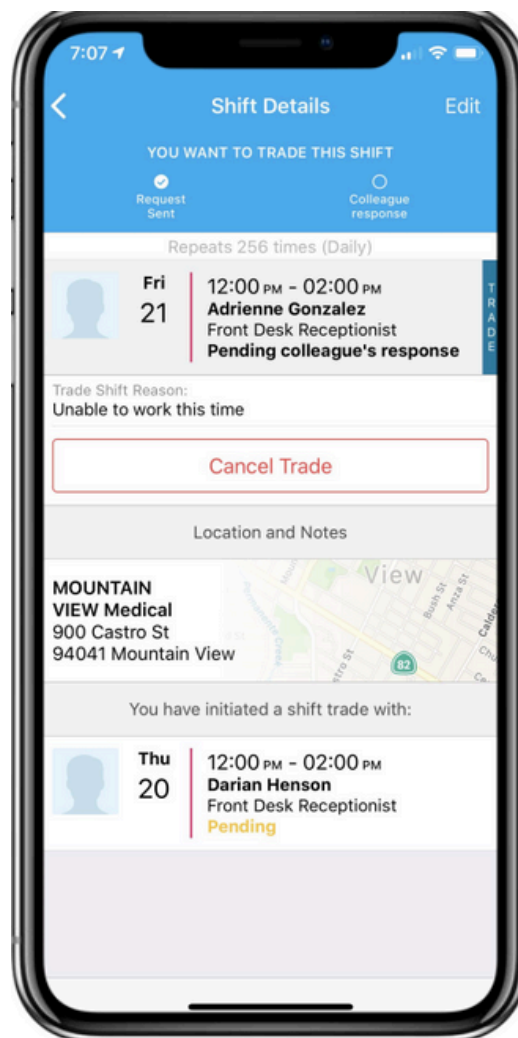 7:07
Shift Details
Edit
YOU WANT TO TRADE THIS SHIFT
Request
Sent
Colleague
response
Repeats 256 times (Daily)
Fri
21
12:00 PM - 02:00 PM
Adrienne Gonzalez
Front Desk Receptionist
Pending colleague's response
TRADE
Trade Shift Reason:
Unable to work this time
Cancel Trade
Location and Notes
MOUNTAIN
VIEW Medical
900 Castro St
94041 Mountain View
View
Bush St
Anza St
82
You have initiated a shift trade with:
Thu
20
12:00 PM - 02:00 PM
Darian Henson
Front Desk Receptionist
Pending